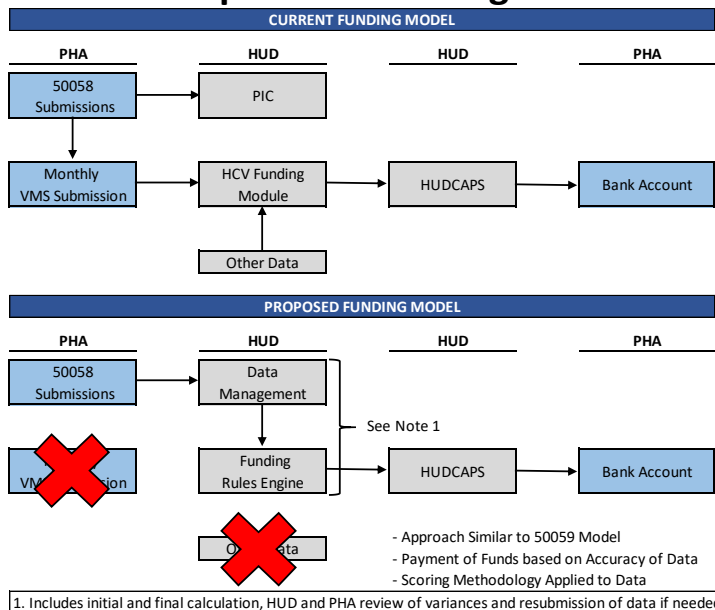 CURRENT FUNDING MODEL
PHA HUD HUD PHA
50058
Submissions
PIC
Monthly
VMS Submission
HCV Funding
Module
HUDCAPS
Bank Account
Other Data
PROPOSED FUNDING MODEL
PHA HUD HUD PHA
50058
Submissions
Data
Management
See Note 1
Funding
Rules Engine
HUDCAPS
Bank Account
- Approach Similar to 50059 Model
- Payment of Funds based on Accuracy of Data
- Scoring Methodology Applied to Data
1. Includes initial and final calculation, HUD and PHA review of variances and resubmission of data if neede